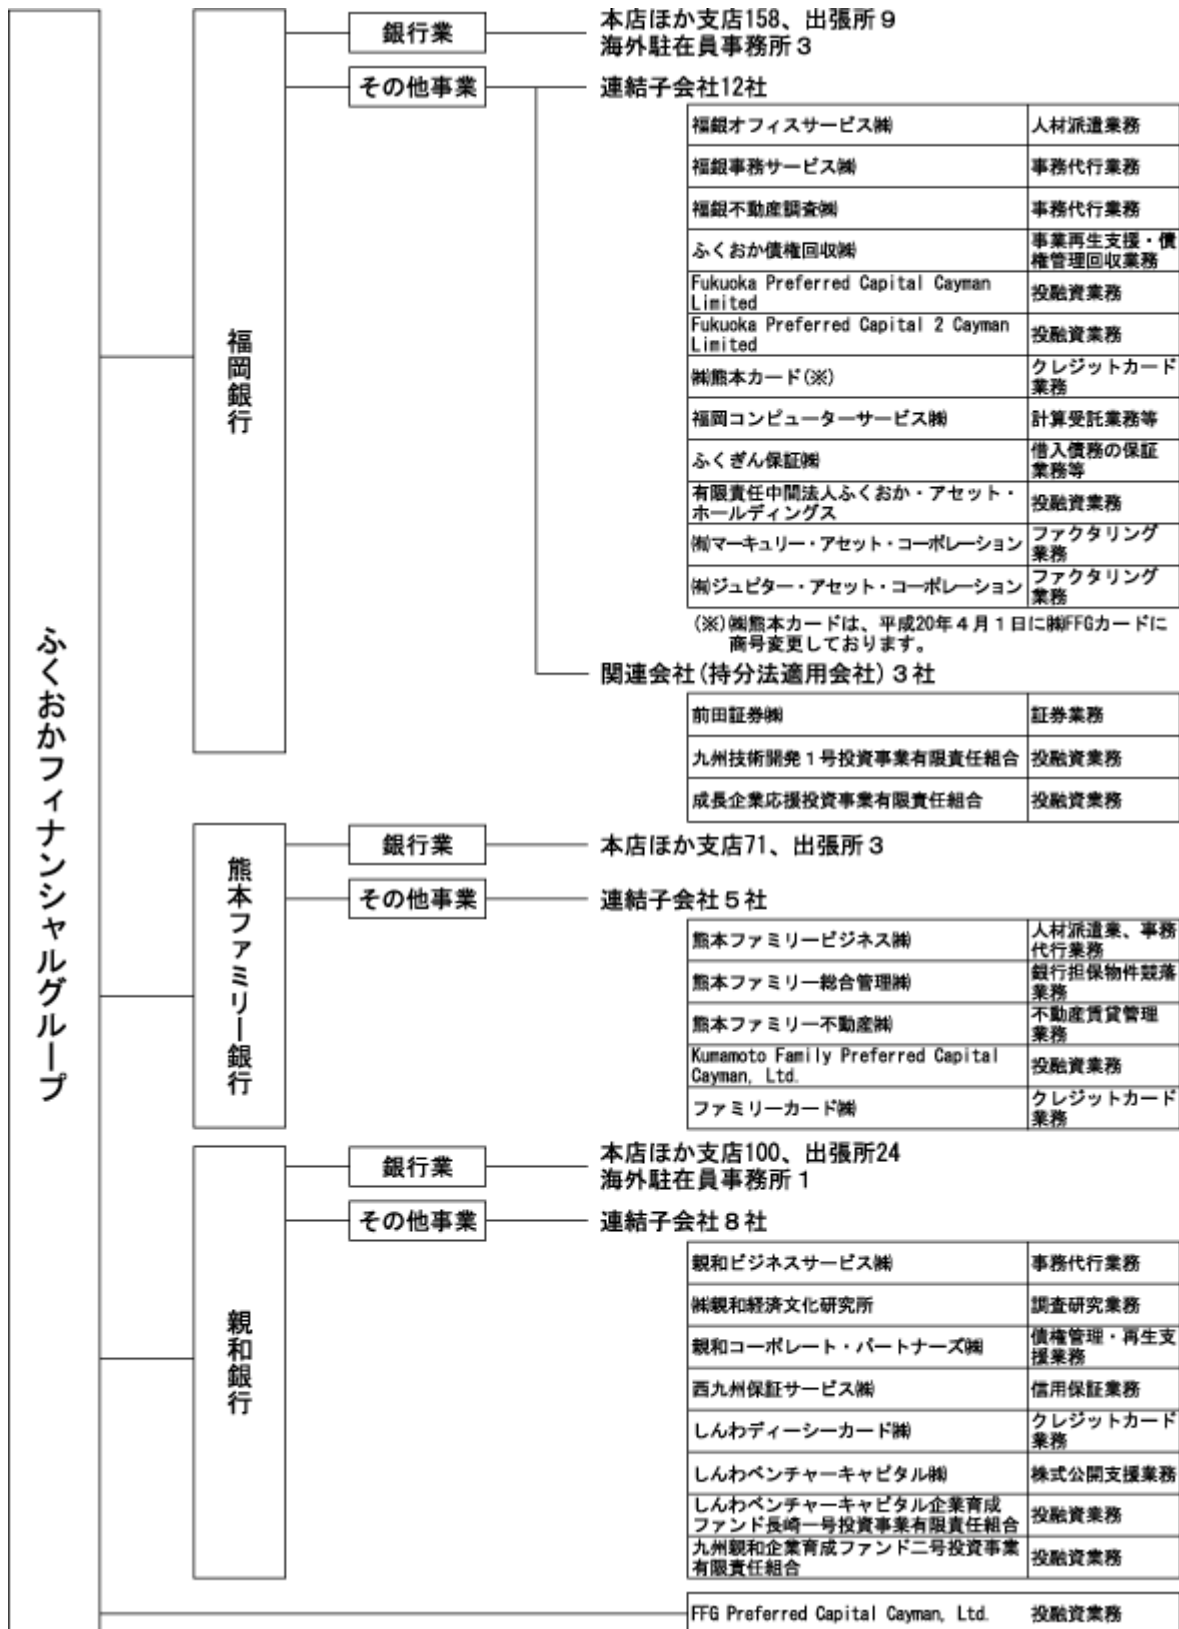 ふくおかフィナンシャルグループ
福岡銀行
銀行業
本店ほか支店158、出張所9
海外駐在員事務所3
その他事業
連結子会社12社
福銀オフィスサービス㈱ 人材派遣業務
福銀事務サービス㈱ 事務代行業務
福銀不動産調査㈱ 事務代行業務
ふくおか債権回収㈱ 事業再生支援・債
権管理回収業務
Fukuoka Preferred Capital Cayman
Limited 投融資業務
Fukuoka Preferred Capital 2 Cayman
Limited 投融資業務
㈱熊本カード(※) クレジットカード
業務
福岡コンピューターサービス㈱ 計算受託業務等
ふくぎん保証㈱ 借入債務の保証
業務等
有限責任中間法人ふくおか・アセット・
ホールディングス 投融資業務
㈲マーキュリー・アセット・コーポレーション ファクタリング
業務
㈲ジュピター・アセット・コーポレーション ファクタリング
業務
(※)㈱熊本カードは、平成20年4月1日に㈱FFGカードに
商号変更しております。
関連会社(持分法適用会社)3社
前田証券㈱ 証券業務
九州技術開発1号投資事業有限責任組合 投融資業務
成長企業応援投資事業有限責任組合 投融資業務
熊本ファミリー銀行
銀行業
本店ほか支店71、出張所3
その他事業
連結子会社5社
熊本ファミリービジネス㈱ 人材派遣業、事務
代行業務
熊本ファミリー総合管理㈱ 銀行担保物件競落
業務
熊本ファミリー不動産㈱ 不動産賃貸管理
業務
Kumamoto Family Preferred Capital
Cayman, Ltd. 投融資業務
ファミリーカード㈱ クレジットカード
業務
親和銀行
銀行業
本店ほか支店100、出張所24
海外駐在員事務所1
その他事業
連結子会社8社
親和ビジネスサービス㈱ 事務代行業務
㈱親和経済文化研究所 調査研究業務
親和コーポレート・パートナーズ㈱ 債権管理・再生支
援業務
西九州保証サービス㈱ 信用保証業務
しんわディーシーカード㈱ クレジットカード
業務
しんわベンチャーキャピタル㈱ 株式公開支援業務
しんわベンチャーキャピタル企業育成
ファンド長崎一号投資事業有限責任組合 投融資業務
九州親和企業育成ファンド二号投資事業
有限責任組合 投融資業務
FFG Preferred Capital Cayman, Ltd. 投融資業務